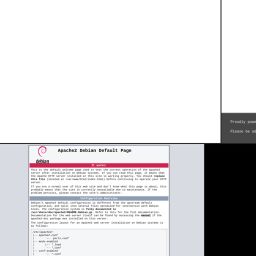 Proudly powe
Please be ad
Apache2 Debian Default Page
debian
It works!
This is the default welcome page used to test the correct operation of the Apache2
server after installation on Debian systems. If you can read this page, it means that
the Apache HTTP server installed at this site is working properly. You should replace
this file (located at /var/www/html/index.html) before continuing to operate your HTTP
server.
If you are a normal user of this web site and don't know what this page is about, this
probably means that the site is currently unavailable due to maintenance. If the
problem persists, please contact the site's administrator.
Configuration Overview
Debian's Apache2 default configuration is different from the upstream default
configuration, and split into several files optimized for interaction with Debian
tools. The configuration system is fully documented in
/usr/share/doc/apache2/README.Debian.gz. Refer to this for the full
documentation. Documentation for the web server itself can be found by accessing the manual if the
apache2-doc package was installed on this server.
The configuration layout for an Apache2 web server installation on Debian systems is
as follows:
/etc/apache2/
|-- apache2.conf
| `-- ports.conf
|-- mods-enabled
| |-- *.load
| `-- *.conf
|-- conf-enabled